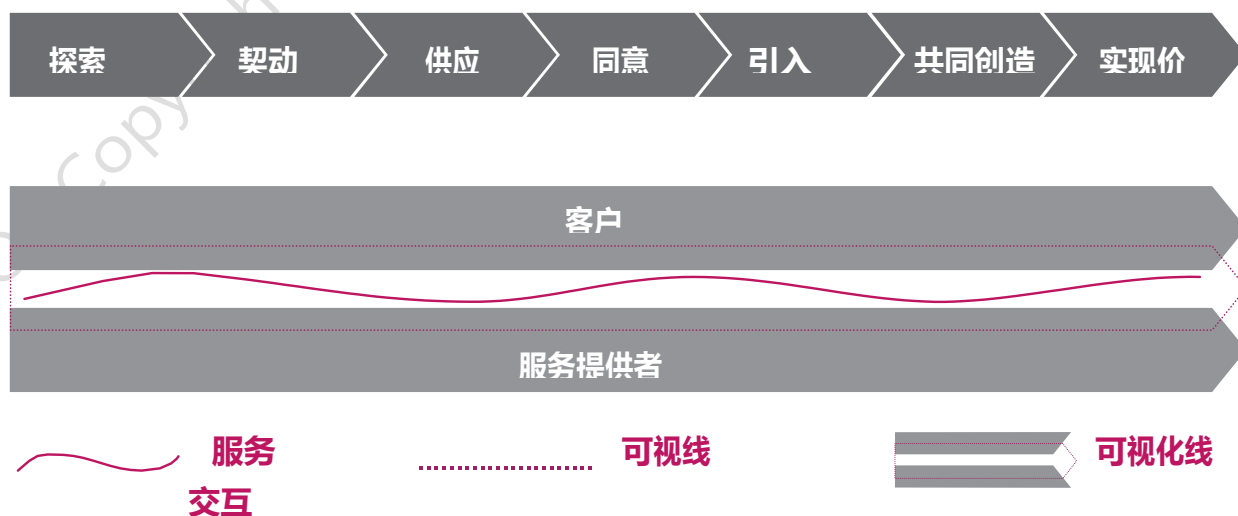 探索 契动 供应 同意 引入 共同创造 实现价
Copy
客户
服务提供者
服务 可视线 可视化线
交互